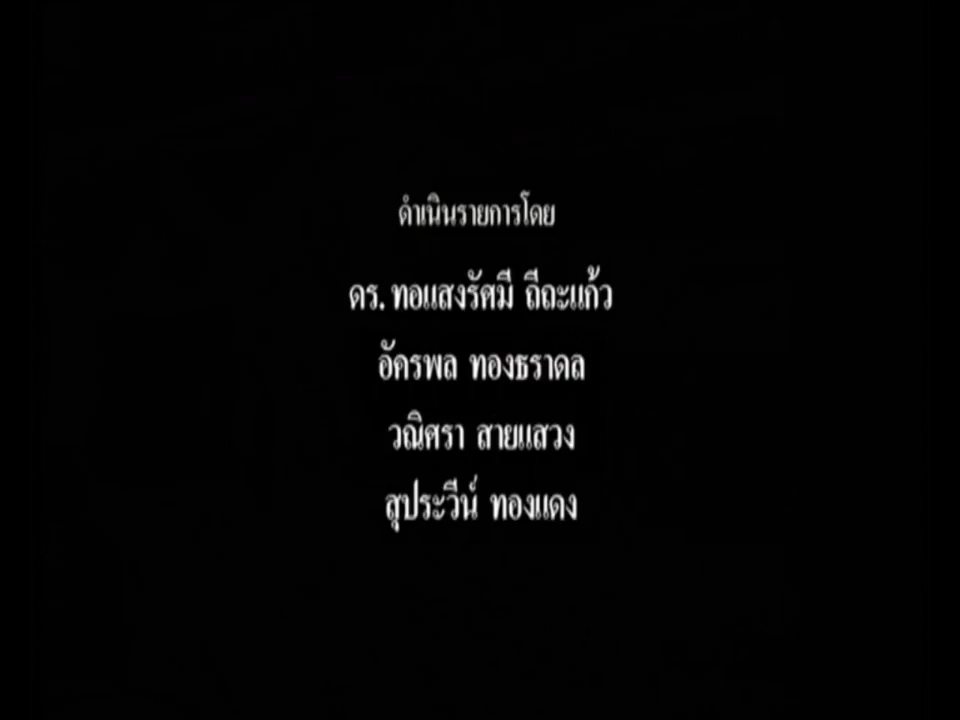 ดำเนินรายการโดย
ดร. ทอแสงรัศมี ถีถะแก้ว
อัครพล ทองธราดล
วณิศรา สายแสวง
สุประวีน์ ทองแดง